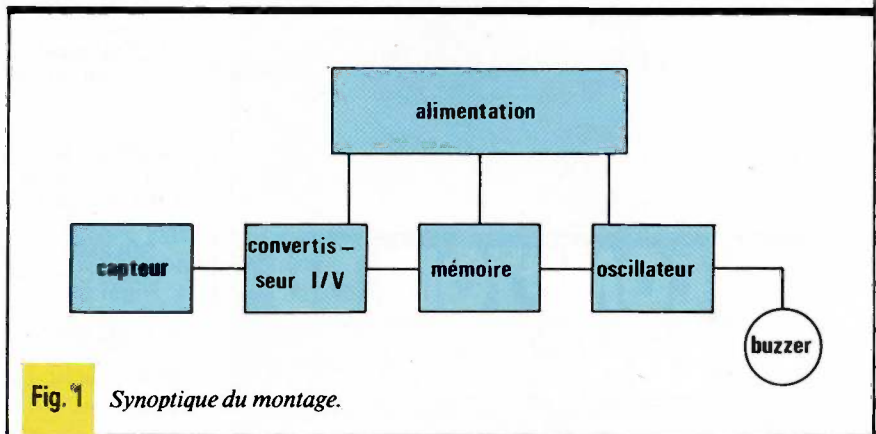 alimentation
capteur
convertis-
seur I/V
mémoire
oscillateur
buzzer
Fig. 1 Synoptique du montage.